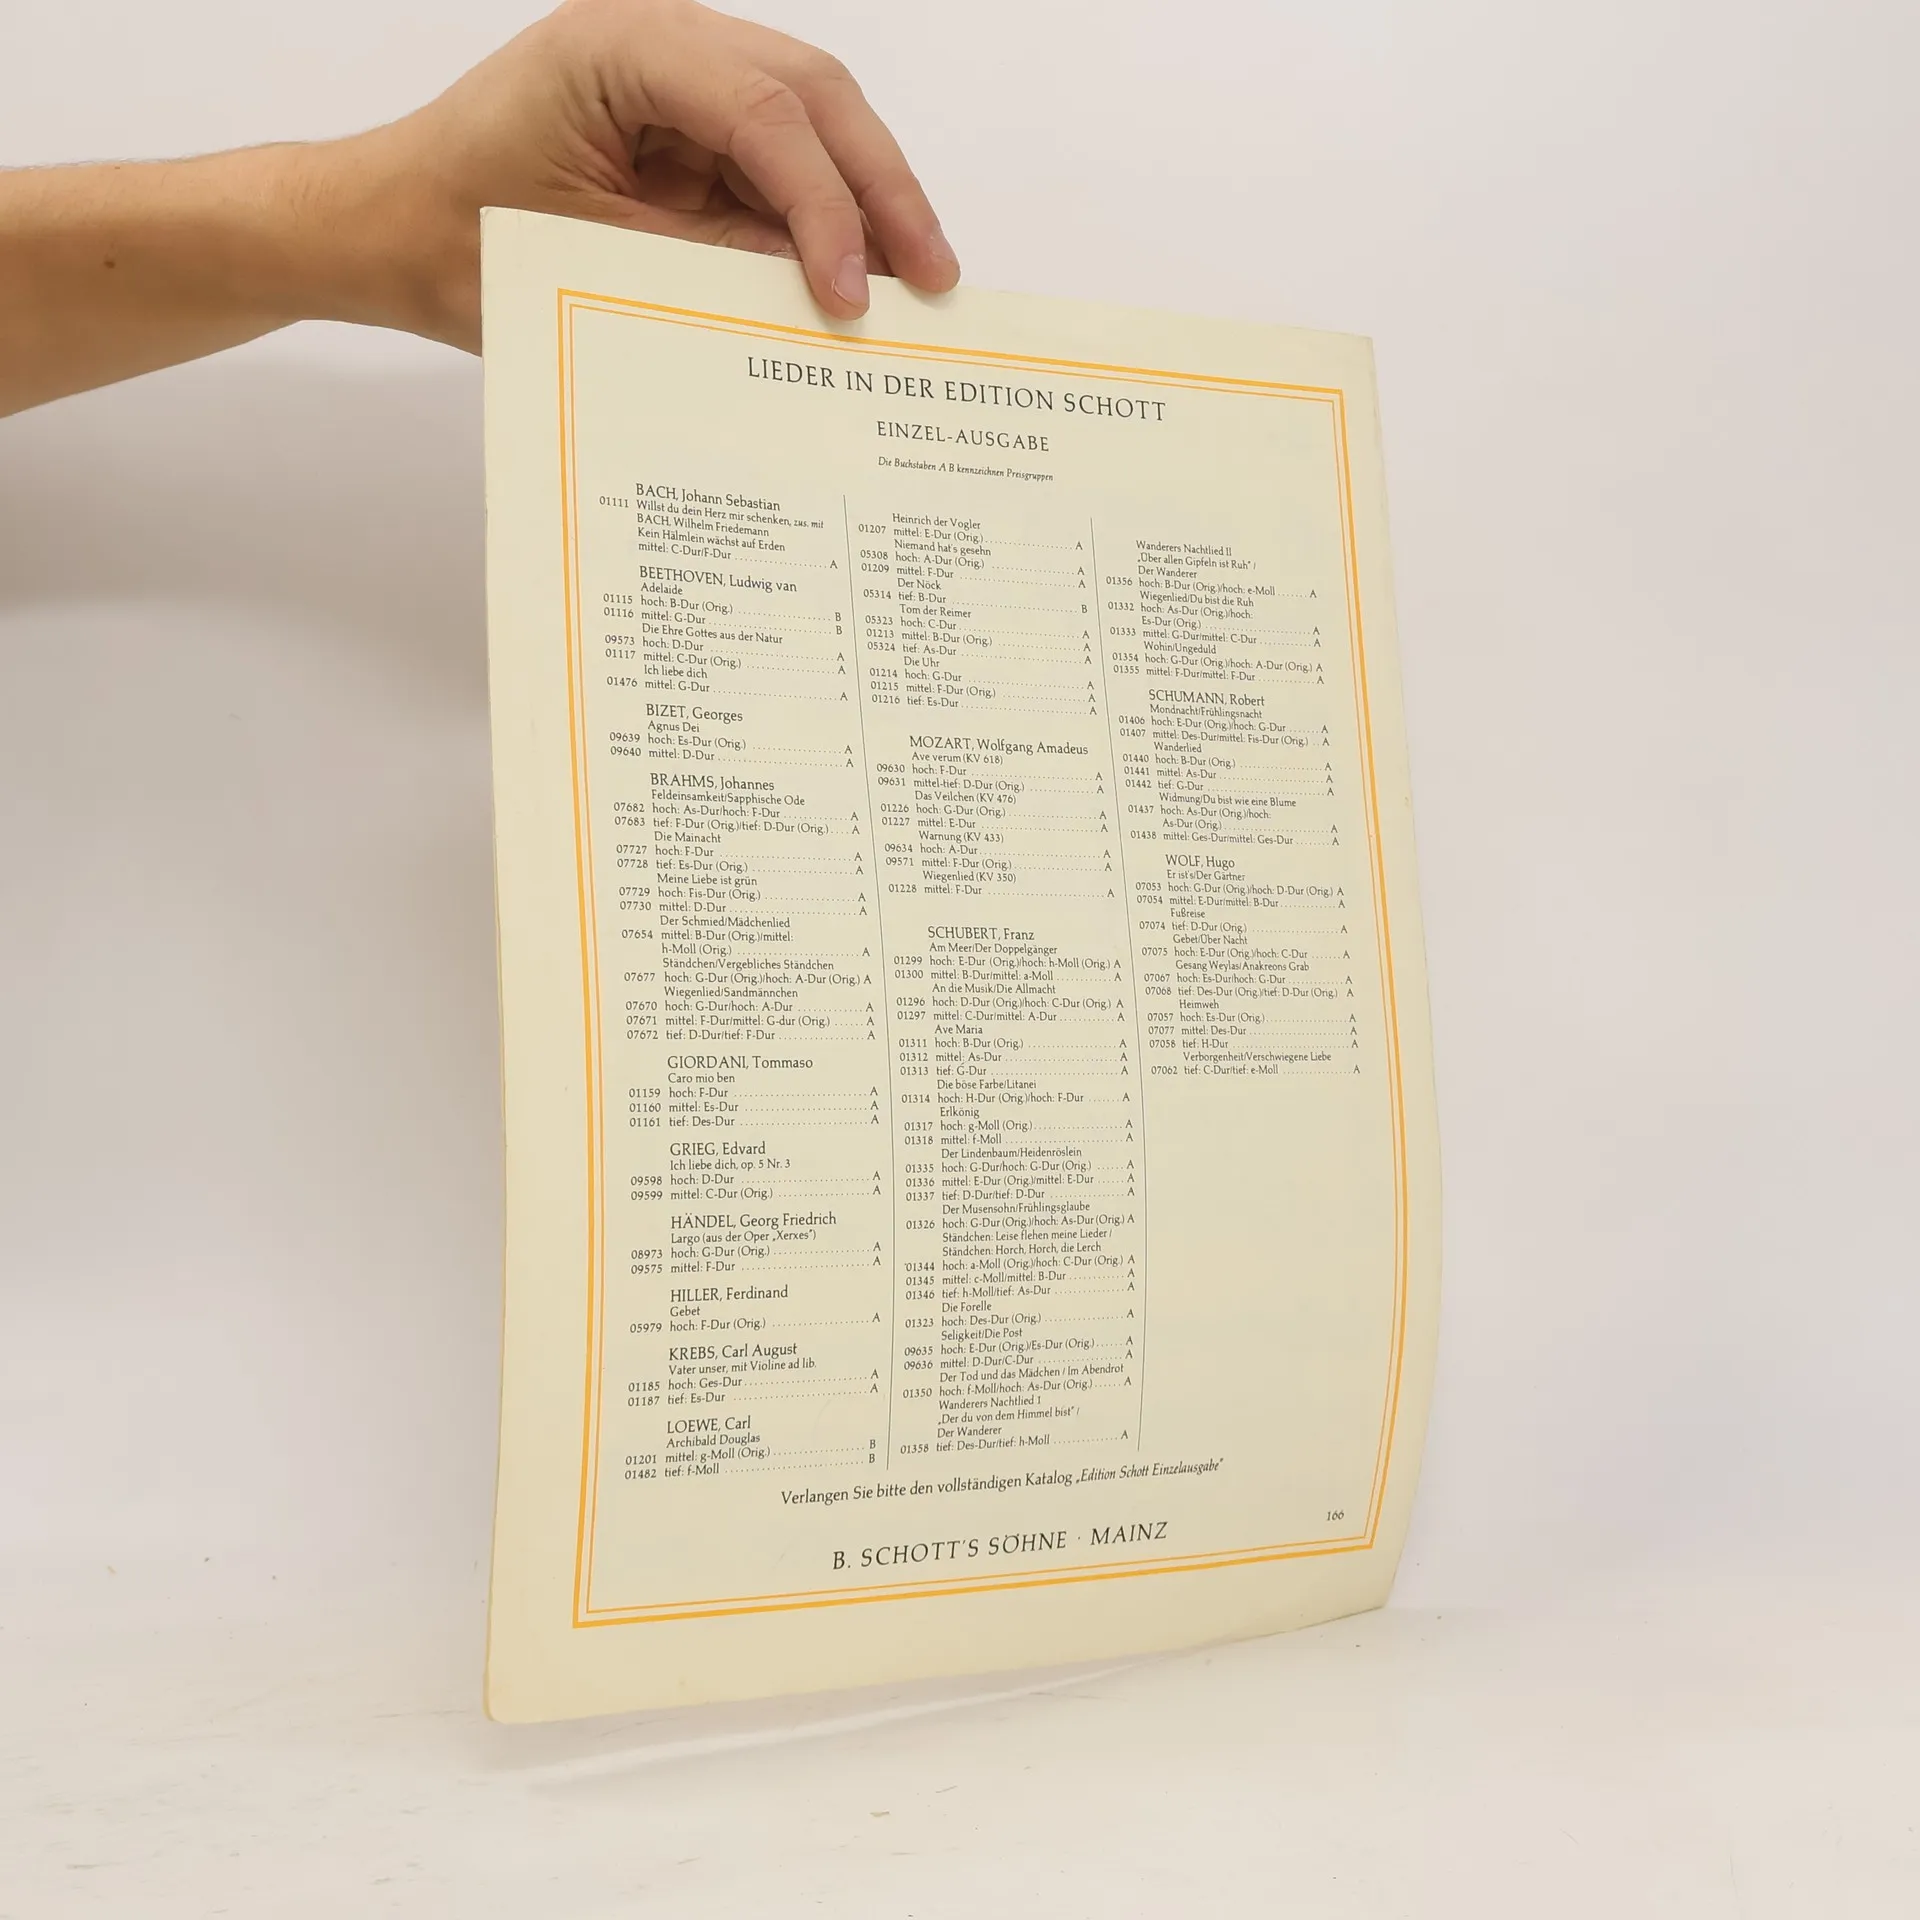 LIEDER IN DER EDITION SCHOTT
EINZEL-AUSGABE
Die Buchstaben A B kennzeichnen Preisgruppen
BACH, Johann Sebastian
01111 Willst du dein Herz mir schenken, zus. mit
BACH, Wilhelm Friedemann
Kein Hälmlein wächst auf Erden
mittel: C-Dur/F-Dur A
BEETHOVEN, Ludwig van
Adelaide
01115 hoch: B-Dur (Orig.) B
01116 mittel: G-Dur B
Die Ehre Gottes aus der Natur
09573 hoch: D-Dur A
01117 mittel: C-Dur (Orig.) A
Ich liebe dich
01476 mittel: G-Dur A
BIZET, Georges
Agnus Dei
09639 hoch: Es-Dur (Orig.) A
09640 mittel: D-Dur A
BRAHMS, Johannes
Feldeinsamkeit/Sapphische Ode
07682 hoch: As-Dur/hoch: F-Dur A
07683 tief: F-Dur (Orig.)/tief: D-Dur (Orig.) A
Die Mainacht
07727 hoch: F-Dur A
07728 tief: Es-Dur (Orig.) A
Meine Liebe ist grün
07729 hoch: Fis-Dur (Orig.) A
07730 mittel: D-Dur A
Der Schmied/Mädchenlied
07654 mittel: B-Dur (Orig.)/mittel:
h-Moll (Orig.) A
Ständchen/Vergebliches Ständchen
07677 hoch: G-Dur (Orig.)/hoch: A-Dur (Orig.) A
Wiegenlied/Sandmännchen
07670 hoch: G-Dur/hoch: A-Dur A
07671 mittel: F-Dur/mittel: G-dur (Orig.) A
07672 tief: D-Dur/tief: F-Dur A
GIORDANI, Tommaso
Caro mio ben
01159 hoch: F-Dur A
01160 mittel: Es-Dur A
01161 tief: Des-Dur A
GRIEG, Edvard
Ich liebe dich, op. 5 Nr. 3
09598 hoch: D-Dur A
09599 mittel: C-Dur (Orig.) A
HÄNDEL, Georg Friedrich
Largo (aus der Oper „Xerxes")
08973 hoch: G-Dur (Orig.) A
09575 mittel: F-Dur A
HILLER, Ferdinand
Gebet
05979 hoch: F-Dur (Orig.) A
KREBS, Carl August
Vater unser, mit Violine ad lib.
01185 hoch: Ges-Dur A
01187 tief: Es-Dur A
LOEWE, Carl
Archibald Douglas
01201 mittel: g-Moll (Orig.) B
01482 tief: f-Moll B
Heinrich der Vogler
01207 mittel: E-Dur (Orig.) A
Niemand hat's gesehn
05308 hoch: A-Dur (Orig.) A
01209 mittel: F-Dur A
Der Nöck
05314 tief: B-Dur B
Tom der Reimer
05323 hoch: C-Dur A
01213 mittel: B-Dur (Orig.) A
05324 tief: As-Dur A
Die Uhr
01214 hoch: G-Dur A
01215 mittel: F-Dur (Orig.) A
01216 tief: Es-Dur A
MOZART, Wolfgang Amadeus
Ave verum (KV 618)
09630 hoch: F-Dur A
09631 mittel-tief: D-Dur (Orig.) A
Das Veilchen (KV 476)
01226 hoch: G-Dur (Orig.) A
01227 mittel: E-Dur A
Warnung (KV 433)
09634 hoch: A-Dur A
09571 mittel: F-Dur (Orig.) A
Wiegenlied (KV 350)
01228 mittel: F-Dur A
SCHUBERT, Franz
Am Meer/Der Doppelgänger
01299 hoch: E-Dur (Orig.)/hoch: h-Moll (Orig.) A
01300 mittel: B-Dur/mittel: a-Moll A
An die Musik/Die Allmacht
01296 hoch: D-Dur (Orig.)/hoch: C-Dur (Orig.) A
01297 mittel: C-Dur/mittel: A-Dur A
Ave Maria
01311 hoch: B-Dur (Orig.) A
01312 mittel: As-Dur A
01313 tief: G-Dur A
Die böse Farbe/Litanei
01314 hoch: H-Dur (Orig.)/hoch: F-Dur A
Erlkönig
01317 hoch: g-Moll (Orig.) A
01318 mittel: f-Moll A
Der Lindenbaum/Heidenröslein
01335 hoch: G-Dur/hoch: G-Dur (Orig.) A
01336 mittel: E-Dur (Orig.)/mittel: E-Dur A
01337 tief: D-Dur/tief: D-Dur A
Der Musensohn/Frühlingsglaube
01326 hoch: G-Dur (Orig.)/hoch: As-Dur (Orig.) A
Ständchen: Leise flehen meine Lieder /
Ständchen: Horch, Horch, die Lerch
01344 hoch: a-Moll (Orig.)/hoch: C-Dur (Orig.) A
01345 mittel: c-Moll/mittel: B-Dur A
01346 tief: h-Moll/tief: As-Dur A
Die Forelle
01323 hoch: Des-Dur (Orig.) A
Seligkeit/Die Post
09635 hoch: E-Dur (Orig.)/Es-Dur (Orig.) A
09636 mittel: D-Dur/C-Dur A
Der Tod und das Mädchen / Im Abendrot
01350 hoch: f-Moll/hoch: As-Dur (Orig.) A
Wanderers Nachtlied I
„Der du von dem Himmel bist" /
Der Wanderer
01358 tief: Des-Dur/tief: h-Moll A
Wanderers Nachtlied II
„Über allen Gipfeln ist Ruh" /
Der Wanderer
01356 hoch: B-Dur (Orig.)/hoch: e-Moll A
Wiegenlied/Du bist die Ruh
01332 hoch: As-Dur (Orig.)/hoch:
Es-Dur (Orig.) A
01333 mittel: G-Dur/mittel: C-Dur A
Wohin/Ungeduld
01354 hoch: G-Dur (Orig.)/hoch: A-Dur (Orig.) A
01355 mittel: F-Dur/mittel: F-Dur A
SCHUMANN, Robert
Mondnacht/Frühlingsnacht
01406 hoch: E-Dur (Orig.)/hoch: G-Dur A
01407 mittel: Des-Dur/mittel: Fis-Dur (Orig.) A
Wanderlied
01440 hoch: B-Dur (Orig.) A
01441 mittel: As-Dur A
01442 tief: G-Dur A
Widmung/Du bist wie eine Blume
01437 hoch: As-Dur (Orig.)/hoch:
As-Dur (Orig.) A
01438 mittel: Ges-Dur/mittel: Ges-Dur A
WOLF, Hugo
Er ist's/Der Gärtner
07053 hoch: G-Dur (Orig.)/hoch: D-Dur (Orig.) A
07054 mittel: E-Dur/mittel: B-Dur A
Fußreise
07074 tief: D-Dur (Orig.) A
Gebet/Über Nacht
07075 hoch: E-Dur (Orig.)/hoch: C-Dur A
Gesang Weylas/Anakreons Grab
07067 hoch: Es-Dur/hoch: G-Dur A
07068 tief: Des-Dur (Orig.)/tief: D-Dur (Orig.) A
Heimweh
07057 hoch: Es-Dur (Orig.) A
07077 mittel: Des-Dur A
07058 tief: H-Dur A
Verborgenheit/Verschwiegene Liebe
07062 tief: C-Dur/tief: e-Moll A
Verlangen Sie bitte den vollständigen Katalog „Edition Schott Einzelausgabe"
166
B. SCHOTT'S SÖHNE · MAINZ